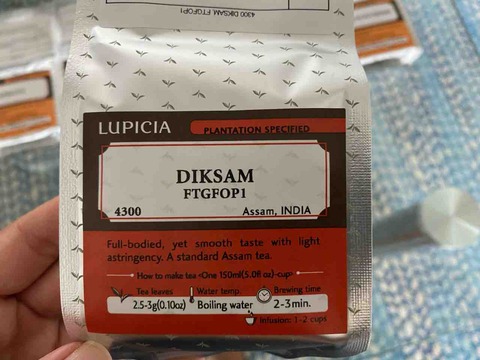 4300 DIKSAM, FTGFOP1
LUPICIA
PLANTATION SPECIFIED
DIKSAM
FTGFOP1
4300 Assam, INDIA
Full-bodied, yet smooth taste with light
astringency. A standard Assam tea.
How to make tea <One 150ml(5.0fl oz)-cup>
Tea leaves Water temp. Brewing time
2.5-3g(0.10oz) Boiling water 2-3min.
Infusion: 1-2 cups